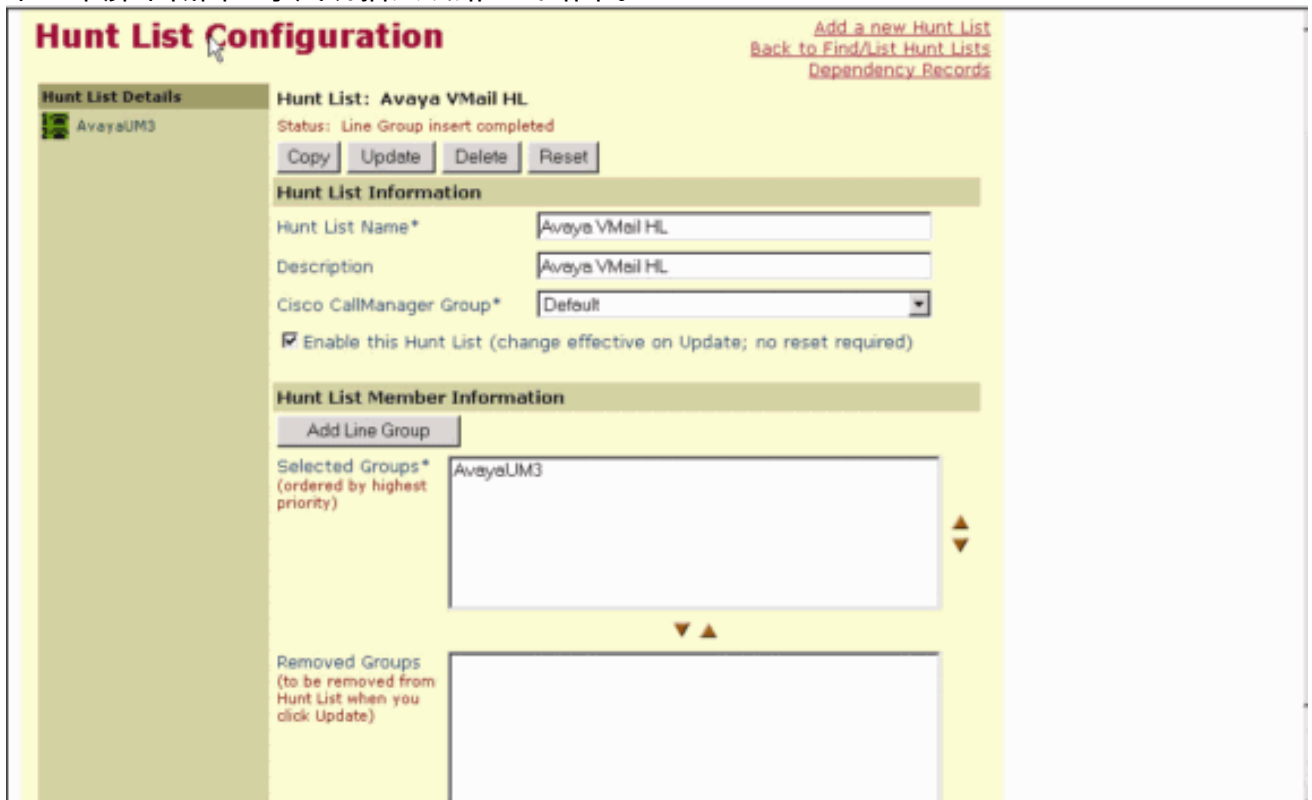 Hunt List Configuration
Add a new Hunt List
Back to Find/List Hunt Lists
Dependency Records
Hunt List Details
AvayaUM3
Hunt List: Avaya VMail HL
Status: Line Group insert completed
Copy Update Delete Reset
Hunt List Information
Hunt List Name* Avaya VMail HL
Description Avaya VMail HL
Cisco CallManager Group* Default
Enable this Hunt List (change effective on Update; no reset required)
Hunt List Member Information
Add Line Group
Selected Groups* AvayaUM3
(ordered by highest
priority)
Removed Groups
(to be removed from
Hunt List when you
click Update)